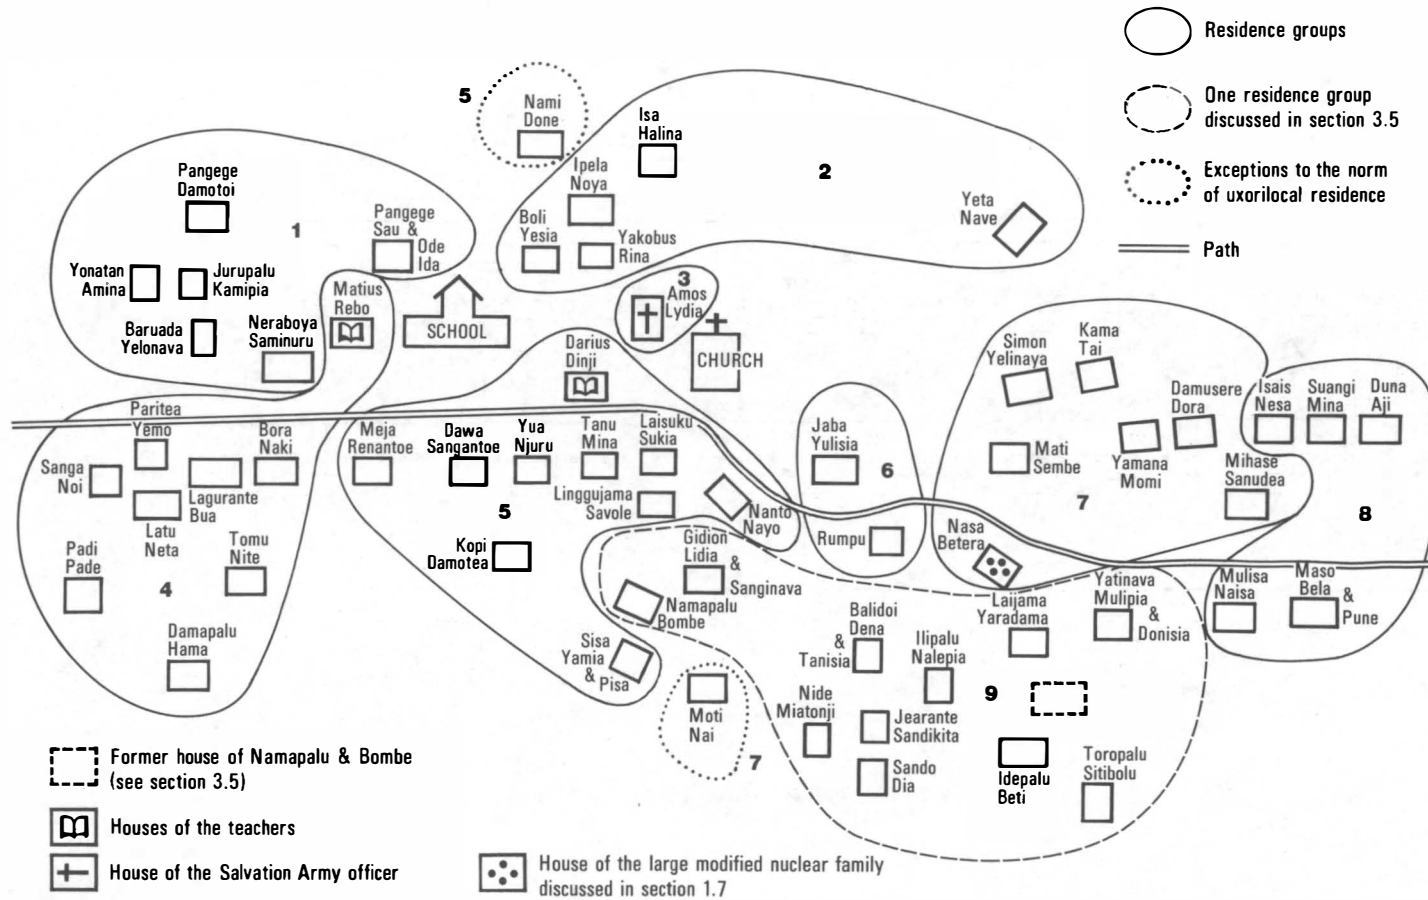 Residence groups
One residence group
discussed in section 3.5
Exceptions to the norm
of uxorilocal residence
Path
5
Nami
Done
Isa
Halina
2
Ipela
Noya
Boli
Yesia
Yakobus
Rina
Yeta
Nave
Pangege
Damotoi
1
Pangege
Sau &
Ode
Ida
Yonatan
Amina
Jurupalu
Kamipia
Baruada
Yelonava
Neraboya
Saminuru
Matius
Rebo
SCHOOL
3
Amos
Lydia
CHURCH
Darius
Dinji
Simon
Yelinaya
Kama
Tai
Damusere
Dora
Isais
Nesa
Suangi
Mina
Duna
Aji
Paritea
Yemo
Bora
Naki
Sanga
Noi
Lagurante
Bua
Latu
Neta
Tomu
Nite
Padi
Pade
4
Damapalu
Hama
Meja
Renantoe
Dawa
Sangantoe
Yua
Njuru
Tanu
Mina
Laisuku
Sukia
Linggujama
Savole
Nanto
Nayo
5
Kopi
Damotea
Jaba
Yulisia
6
Rumpu
Mati
Sembe
Yamana
Momi
Mihase
Sanudea
7
8
Nasa
Betera
Gidion
Lidia
&
Sanginava
Namapalu
Bombe
Sisa
Yamia
&
Pisa
Moti
Nai
7
Balidoi
Dena
&
Tanisia
Ilipalu
Nalepia
Laijama
Yaradama
Yatinava
Mulipia
&
Donisia
Mulisa
Naisa
Maso
Bela
&
Pune
Nide
Miatonji
Jearante
Sandikita
Sando
Dia
9
Idepalu
Beti
Toropalu
Sitibolu
Former house of Namapalu & Bombe
(see section 3.5)
Houses of the teachers
House of the Salvation Army officer
House of the large modified nuclear family
discussed in section 1.7